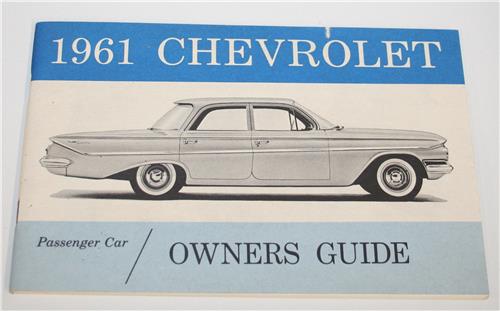 1961 CHEVROLET
Passenger Car / OWNERS GUIDE